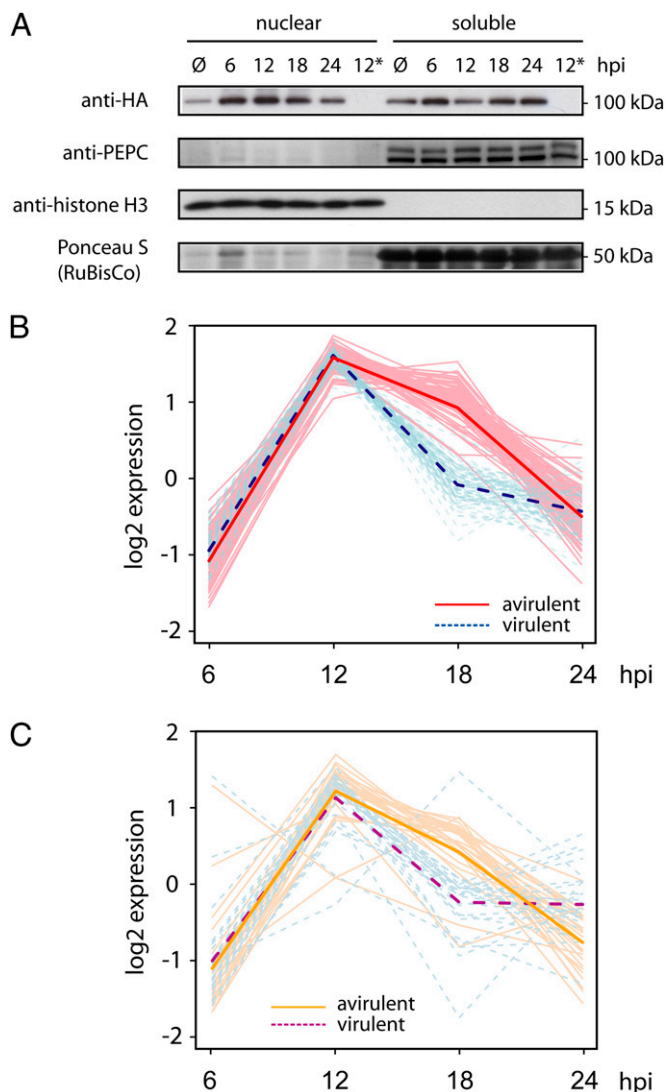 A
nuclear soluble
Ø 6 12 18 24 12* Ø 6 12 18 24 12* hpi
anti-HA 100 kDa
anti-PEPC 100 kDa
anti-histone H3 15 kDa
Ponceau S
(RuBisCo) 50 kDa
B
2
1
0
-1
-2
log2 expression
avirulent
virulent
6 12 18 24 hpi
C
2
1
0
-1
-2
log2 expression
avirulent
virulent
6 12 18 24 hpi